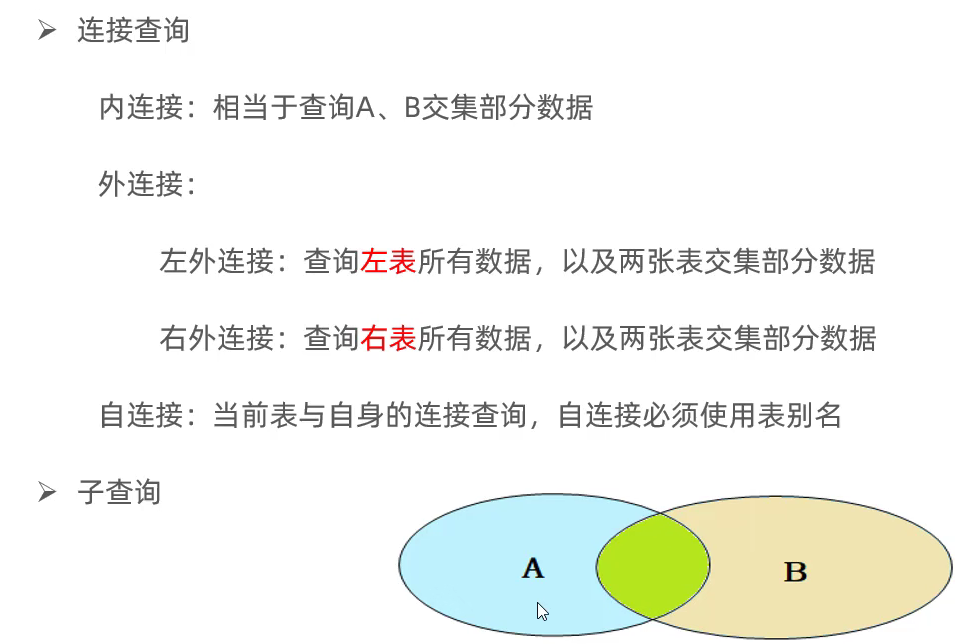 连接查询
内连接：相当于查询A、B交集部分数据
外连接：
左外连接：查询左表所有数据，以及两张表交集部分数据
右外连接：查询右表所有数据，以及两张表交集部分数据
自连接：当前表与自身的连接查询，自连接必须使用表别名
子查询
A
B